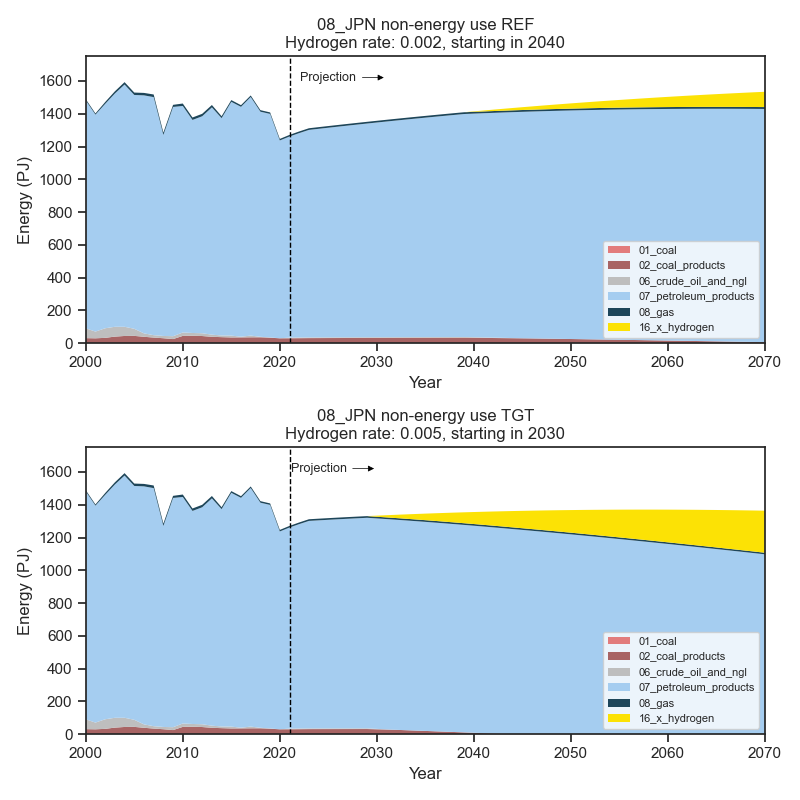 08_JPN non-energy use REF
Hydrogen rate: 0.002, starting in 2040
Projection
1600
1400
1200
1000
800
600
400
200
0
Energy (PJ)
01_coal
02_coal_products
06_crude_oil_and_ngl
07_petroleum_products
08_gas
16_x_hydrogen
2000 2010 2020 2030 2040 2050 2060 2070
Year
08_JPN non-energy use TGT
Hydrogen rate: 0.005, starting in 2030
Projection
1600
1400
1200
1000
800
600
400
200
0
Energy (PJ)
01_coal
02_coal_products
06_crude_oil_and_ngl
07_petroleum_products
08_gas
16_x_hydrogen
2000 2010 2020 2030 2040 2050 2060 2070
Year